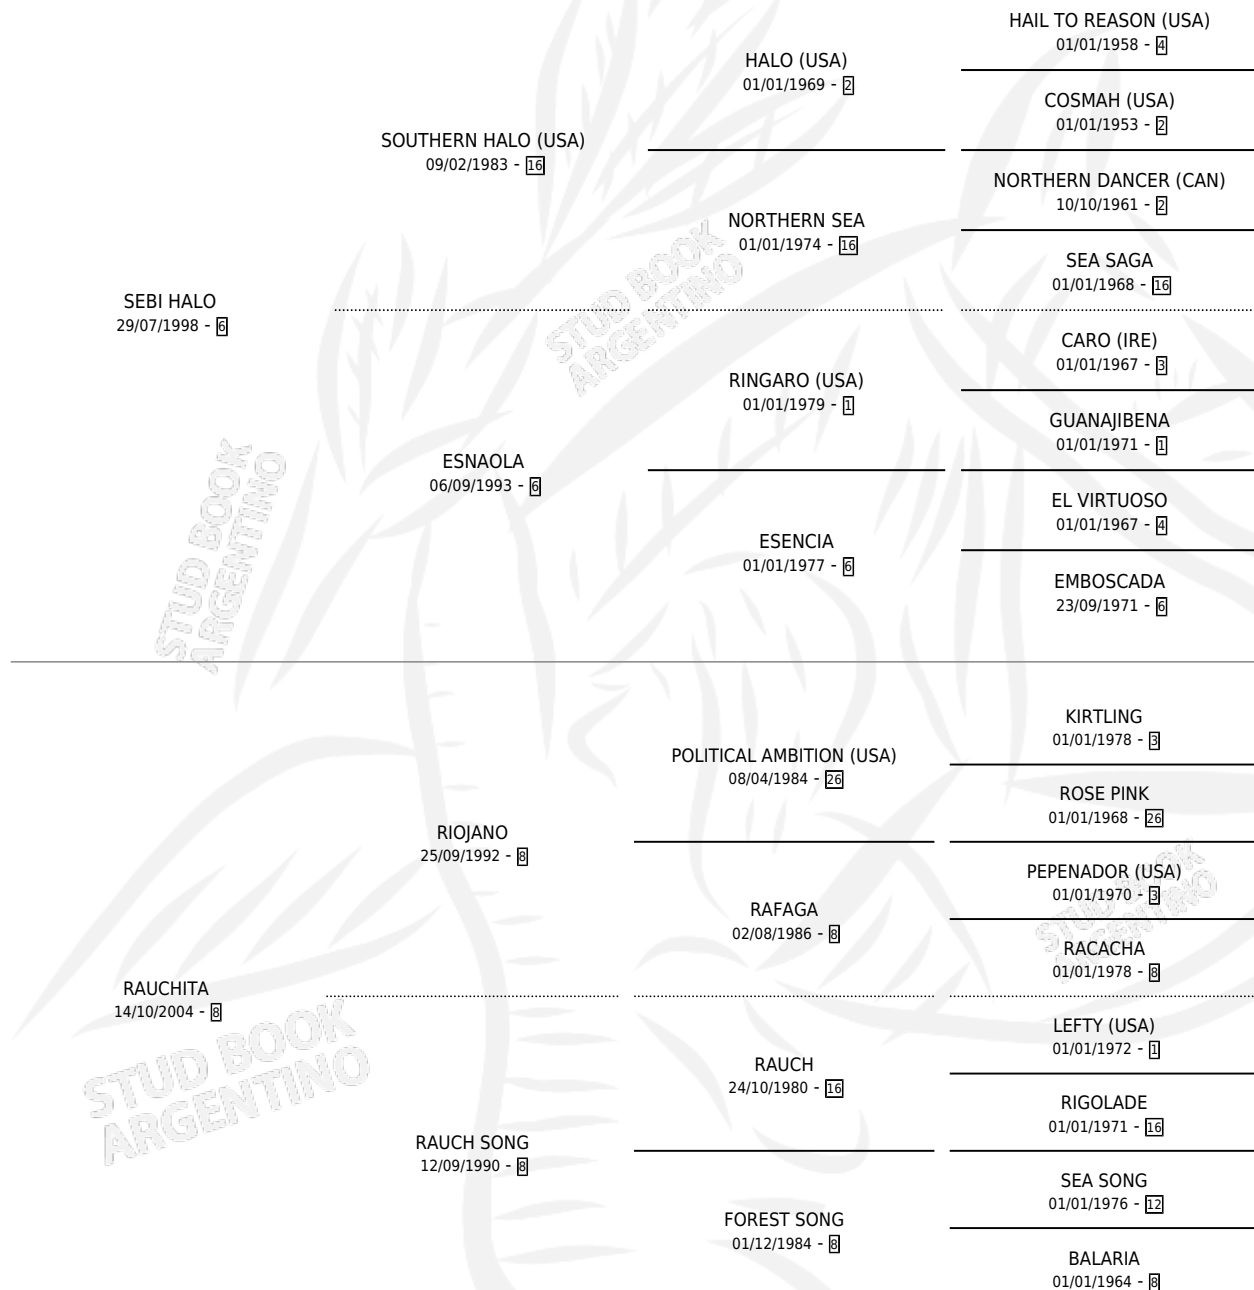 HAIL TO REASON (USA)
01/01/1958 - 4
HALO (USA)
01/01/1969 - 2
COSMAH (USA)
01/01/1953 - 2
SOUTHERN HALO (USA)
09/02/1983 - 16
NORTHERN DANCER (CAN)
10/10/1961 - 2
NORTHERN SEA
01/01/1974 - 16
SEA SAGA
01/01/1968 - 16
SEBI HALO
29/07/1998 - 6
STUD BOOK
ARGENTINO
CARO (IRE)
01/01/1967 - 3
RINGARO (USA)
01/01/1979 - 1
GUANAJIBENA
01/01/1971 - 1
ESNAOLA
06/09/1993 - 6
EL VIRTUOSO
01/01/1967 - 4
ESENCIA
01/01/1977 - 6
EMBOSCADA
23/09/1971 - 6
STUD BOOK
ARGENTINO
KIRTLING
01/01/1978 - 3
POLITICAL AMBITION (USA)
08/04/1984 - 26
ROSE PINK
01/01/1968 - 26
RIOJANO
25/09/1992 - 8
PEPENADOR (USA)
01/01/1970 - 3
RAFAGA
02/08/1986 - 8
RACACHA
01/01/1978 - 8
STUD BOOK
ARGENTINO
RAUCHITA
14/10/2004 - 8
STUD BOOK
ARGENTINO
LEFTY (USA)
01/01/1972 - 1
RAUCH
24/10/1980 - 16
RIGOLADE
01/01/1971 - 16
RAUCH SONG
12/09/1990 - 8
SEA SONG
01/01/1976 - 12
FOREST SONG
01/12/1984 - 8
BALARIA
01/01/1964 - 8